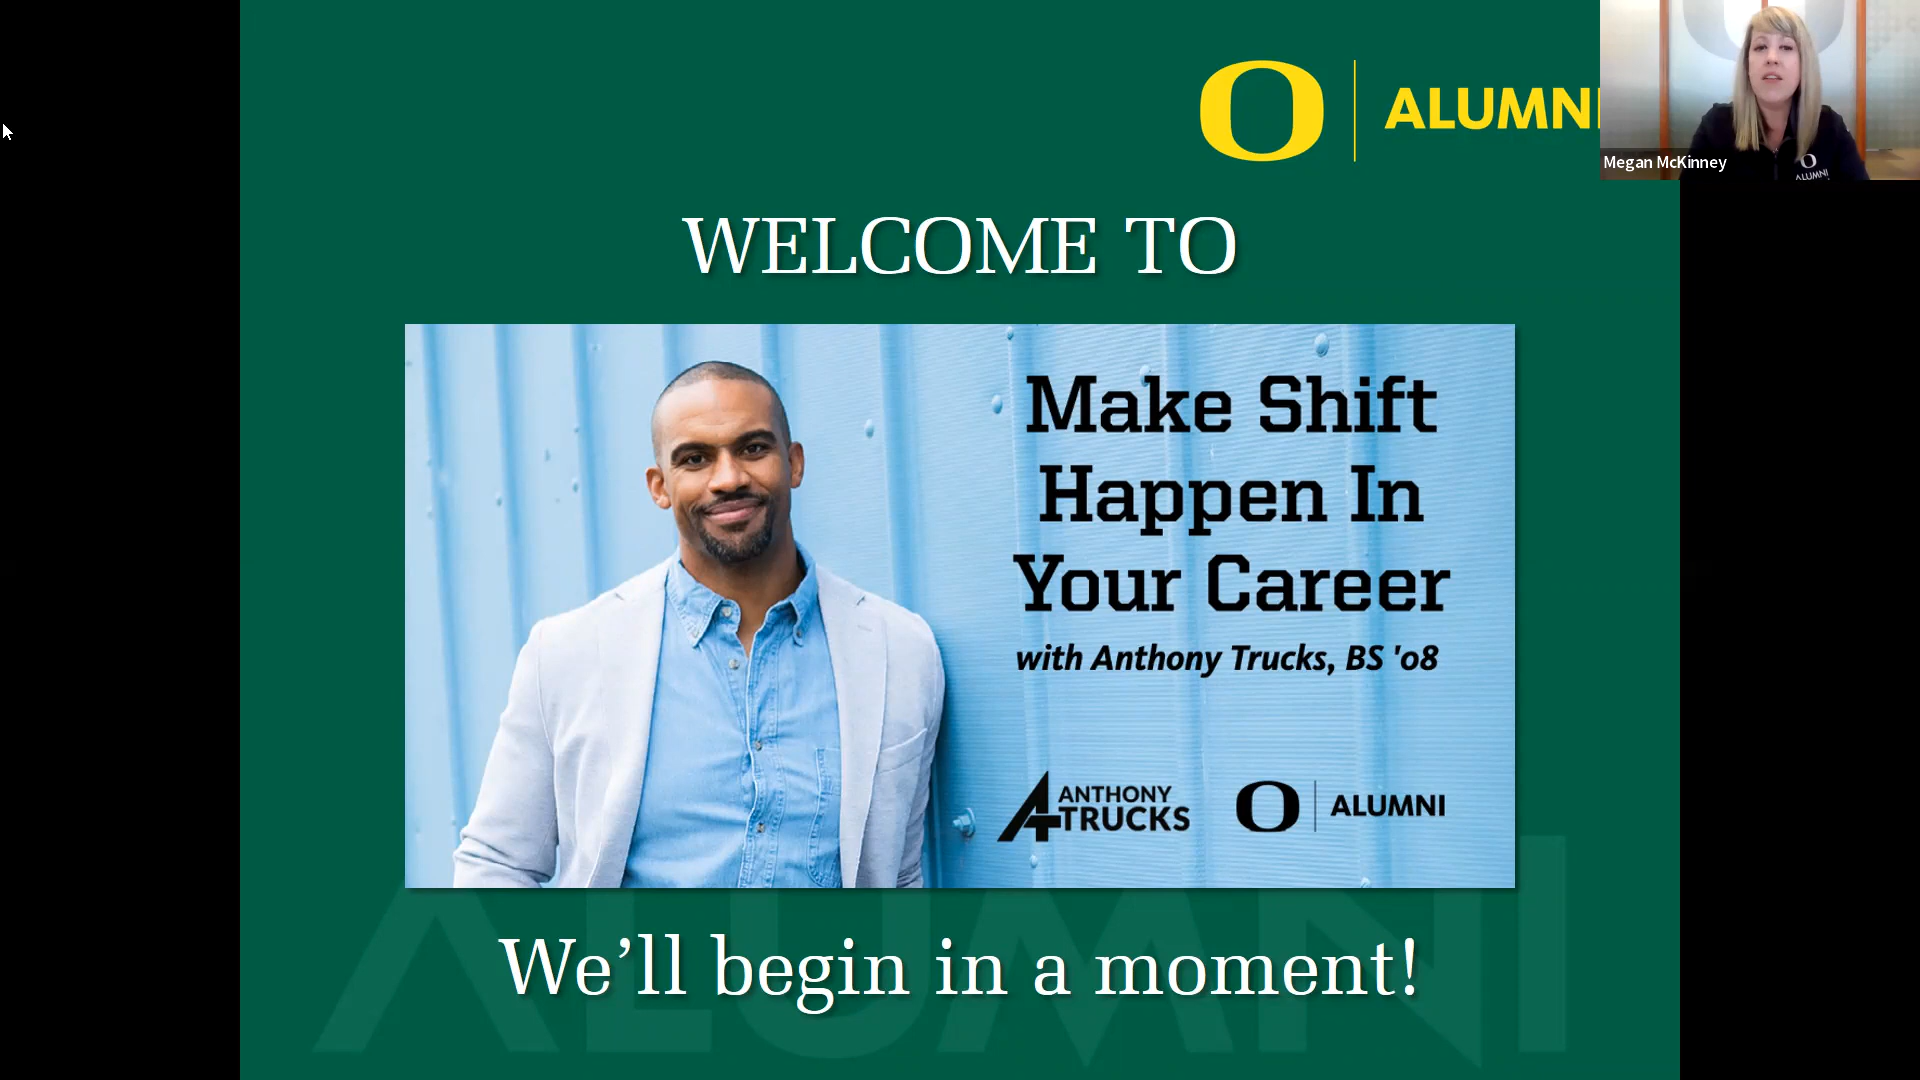 O | ALUMNI
Megan McKinney
O
ALUMNI
WELCOME TO
Make Shift
Happen In
Your Career
with Anthony Trucks, BS '08
ANTHONY
TRUCKS
O | ALUMNI
We’ll begin in a moment!
ALUMNI